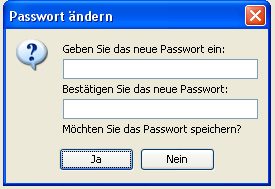 Passwort ändern
Geben Sie das neue Passwort ein:
Bestätigen Sie das neue Passwort:
Möchten Sie das Passwort speichern?
Ja
Nein